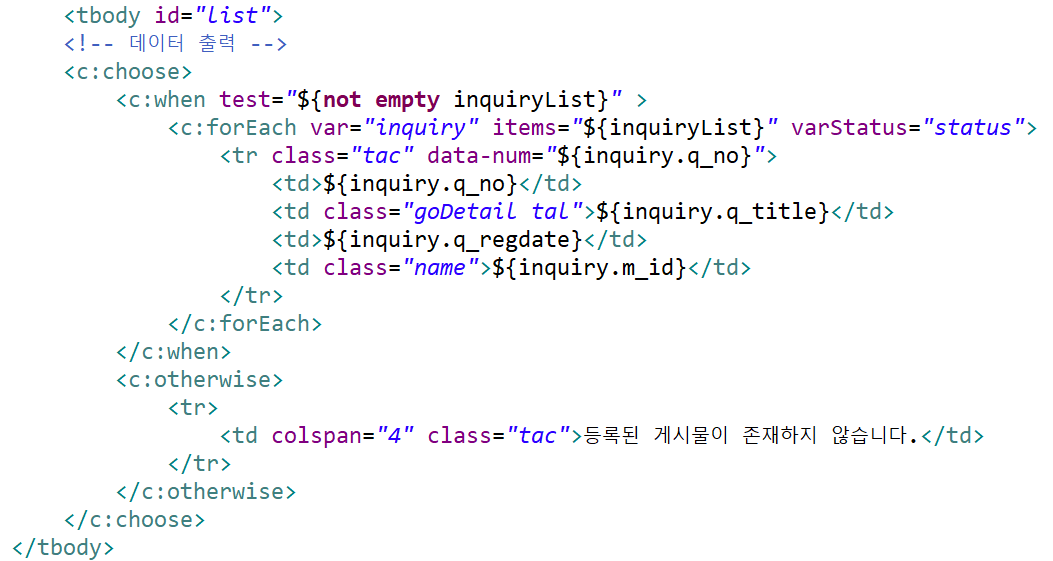 <tbody id="list">
<!-- 데이터 출력 -->
<c:choose>
<c:when test="${not empty inquiryList}" >
<c:forEach var="inquiry" items="${inquiryList}" varStatus="status">
<tr class="tac" data-num="${inquiry.q_no}">
<td>${inquiry.q_no}</td>
<td class="goDetail tal">${inquiry.q_title}</td>
<td>${inquiry.q_regdate}</td>
<td class="name">${inquiry.m_id}</td>
</tr>
</c:forEach>
</c:when>
<c:otherwise>
<tr>
<td colspan="4" class="tac">등록된 게시물이 존재하지 않습니다.</td>
</tr>
</c:otherwise>
</c:choose>
</tbody>